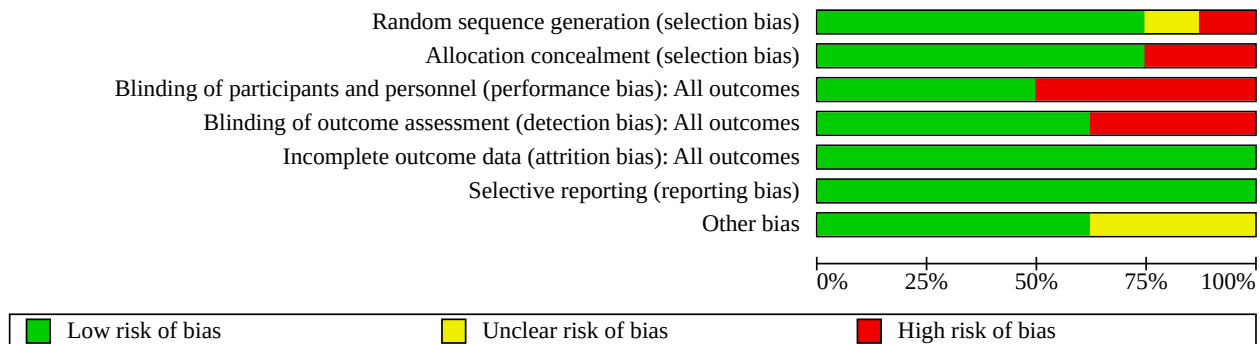 Random sequence generation (selection bias)
Allocation concealment (selection bias)
Blinding of participants and personnel (performance bias): All outcomes
Blinding of outcome assessment (detection bias): All outcomes
Incomplete outcome data (attrition bias): All outcomes
Selective reporting (reporting bias)
Other bias
0% 25% 50% 75% 100%
Low risk of bias Unclear risk of bias High risk of bias